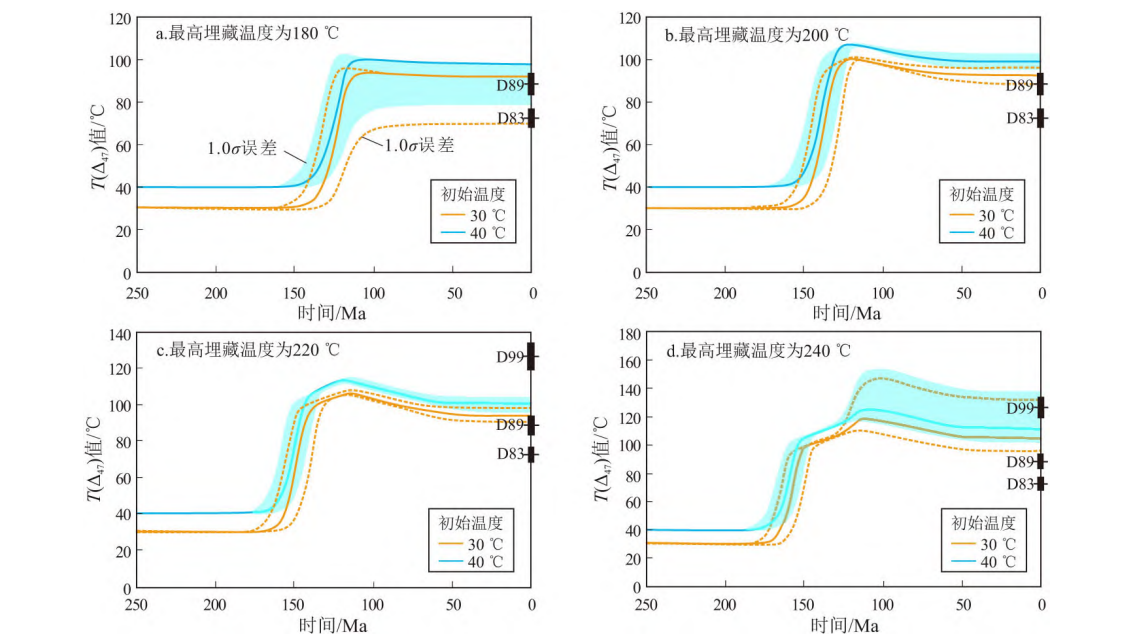 120
a.最高埋藏温度为180 ℃
100
80
60
40
20
0
T(Δ₄₇)值/℃
D89
D83
1.0σ误差
1.0σ误差
初始温度
30 ℃
40 ℃
250
200
150
100
50
0
时间/Ma
120
b.最高埋藏温度为200 ℃
100
80
60
40
20
0
T(Δ₄₇)值/℃
D89
D83
初始温度
30 ℃
40 ℃
250
200
150
100
50
0
时间/Ma
140
c.最高埋藏温度为220 ℃
120
100
80
60
40
20
0
T(Δ₄₇)值/℃
D99
D89
D83
初始温度
30 ℃
40 ℃
250
200
150
100
50
0
时间/Ma
180
d.最高埋藏温度为240 ℃
160
140
120
100
80
60
40
20
0
T(Δ₄₇)值/℃
D99
D89
D83
初始温度
30 ℃
40 ℃
250
200
150
100
50
0
时间/Ma